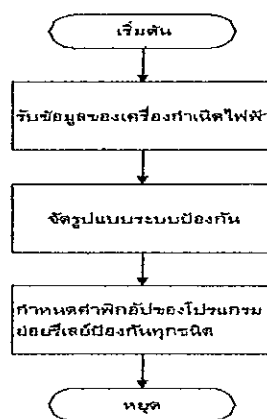 เริ่มต้น
รับข้อมูลของเครื่องกำเนิดไฟฟ้า
จัดรูปแบบระบบป้องกัน
กำหนดค่าพิกอัปของโปรแกรม
ย่อยรีเลย์ป้องกันทุกชนิด
หยุด